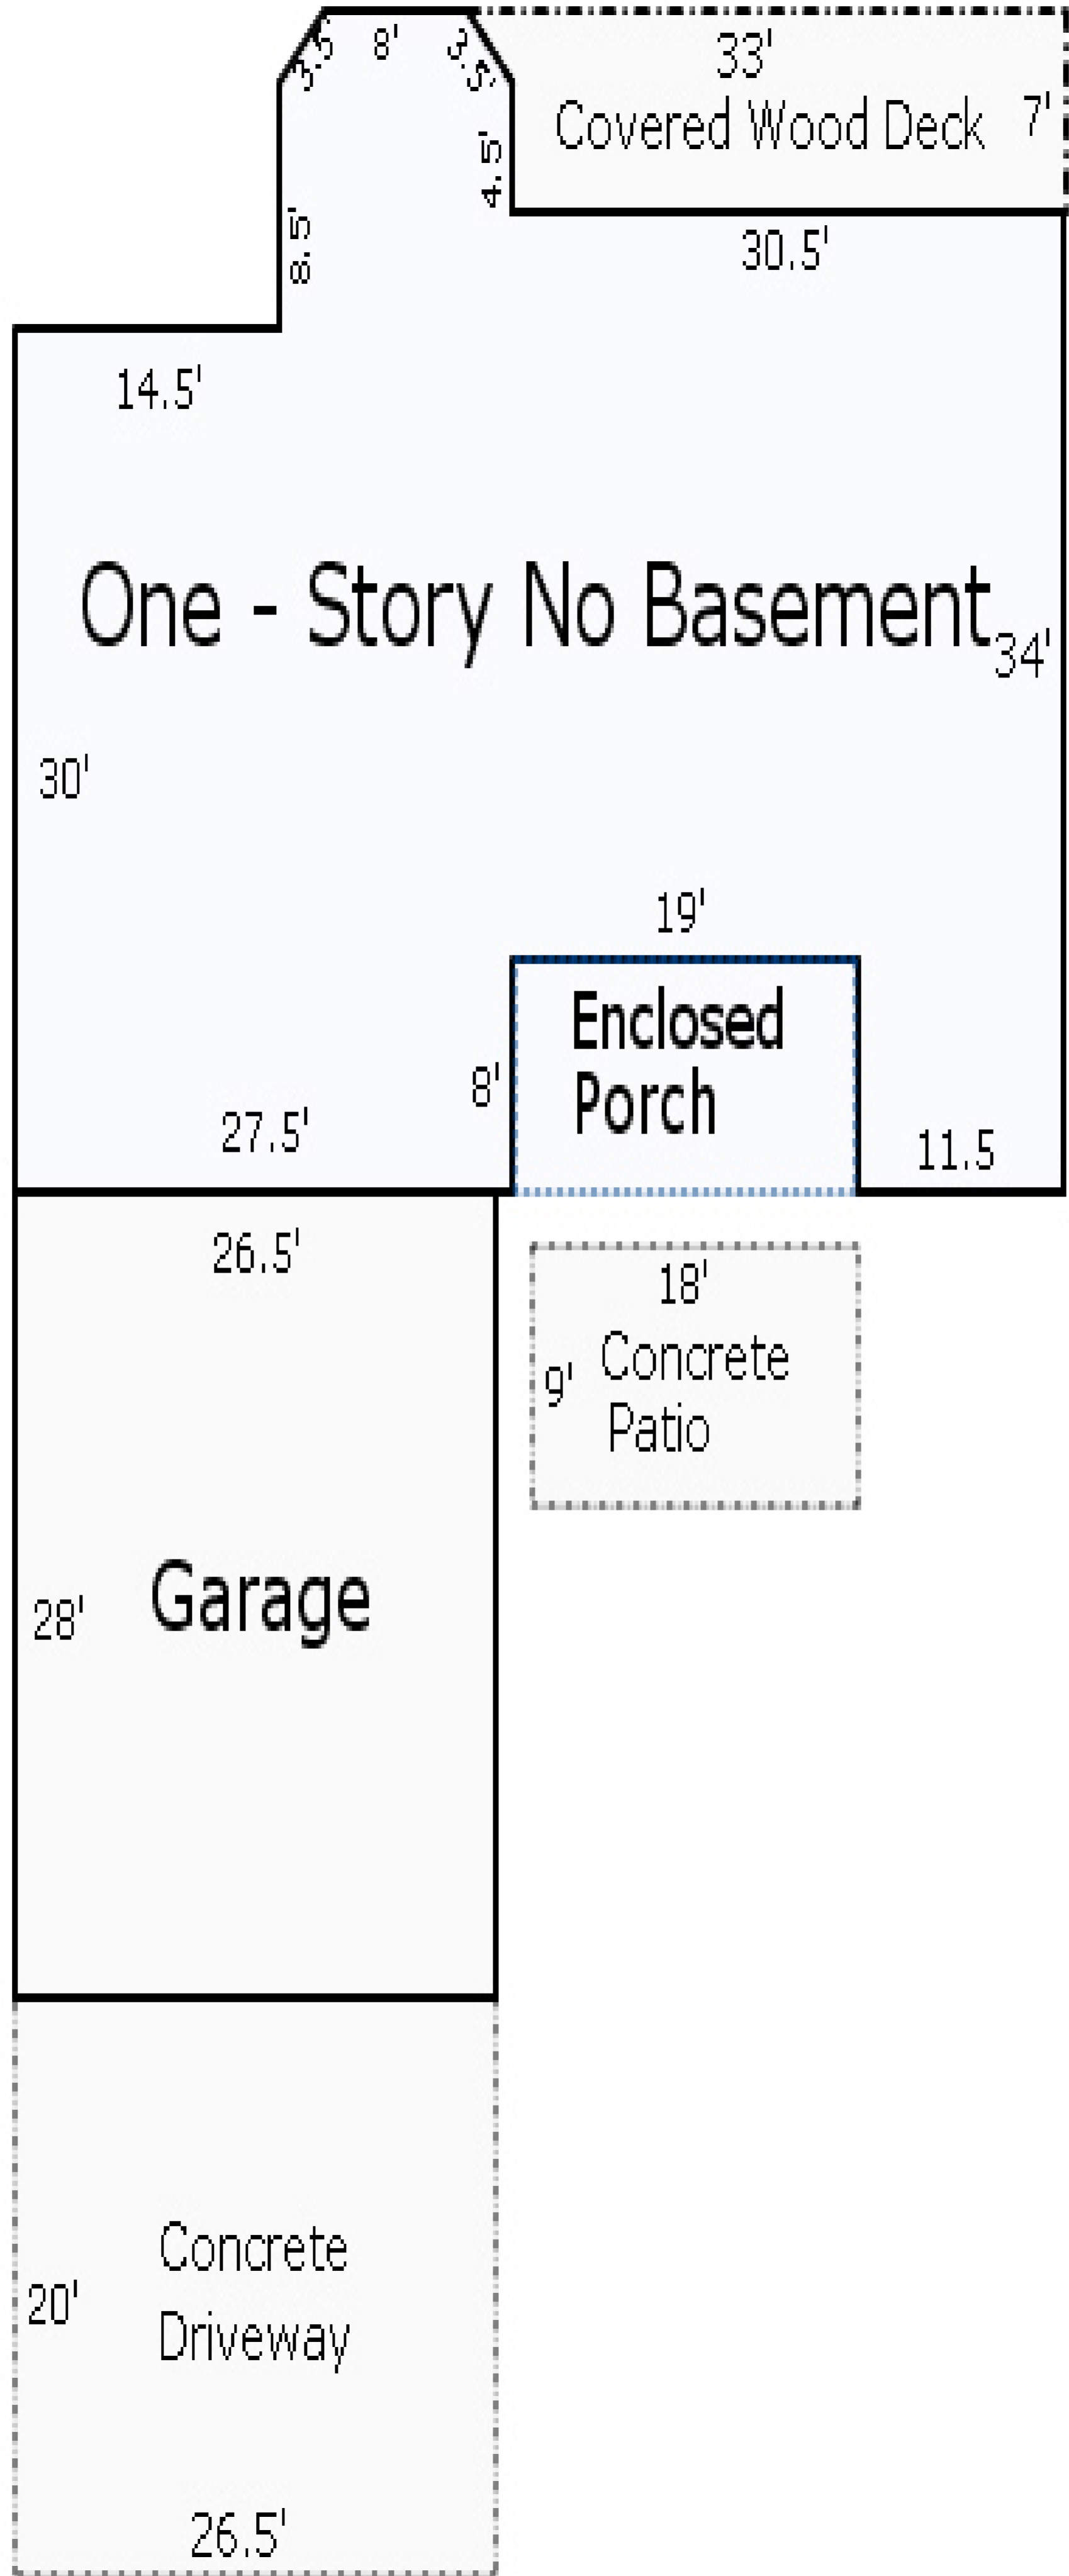 3.5'
8'
3.5'
33'
Covered Wood Deck
7'
4.5'
8.5'
30.5'
14.5'
One - Story No Basement
34'
30'
19'
Enclosed
Porch
8'
27.5'
11.5
26.5'
18'
9'
Concrete
Patio
28'
Garage
Concrete
Driveway
20'
26.5'